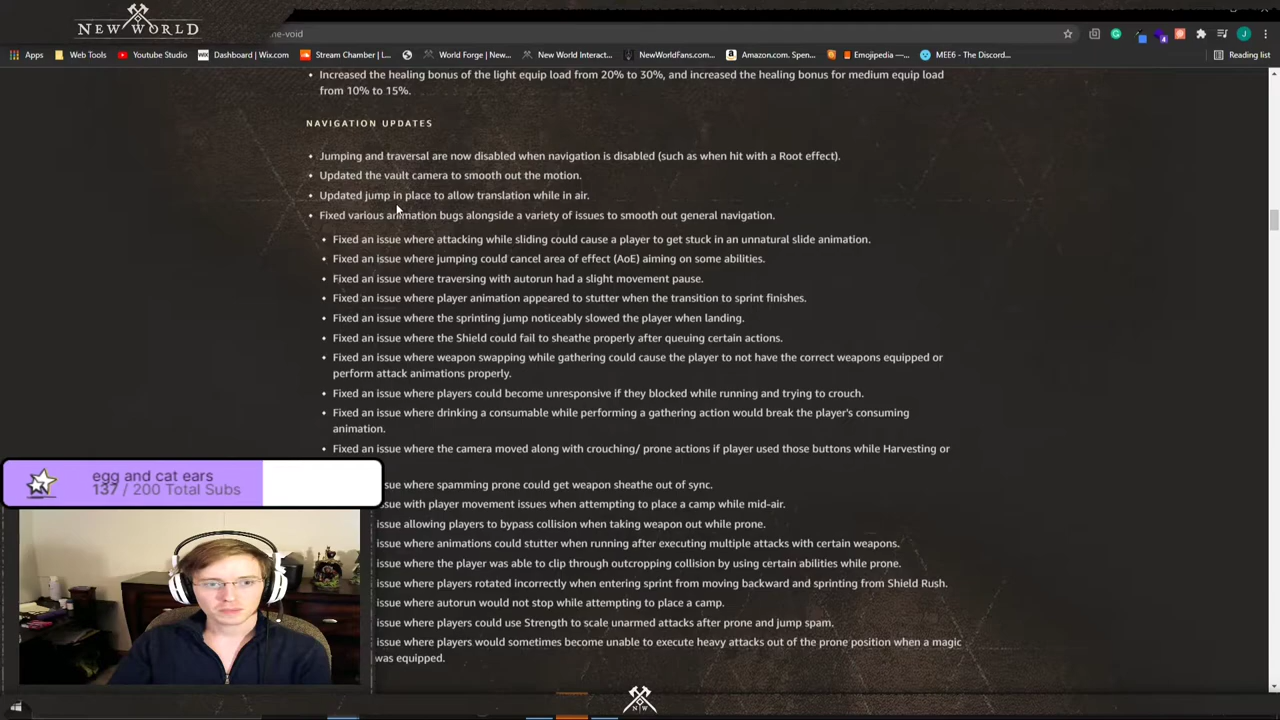 NEW WORLD
ne-void
Apps
Web Tools
Youtube Studio
Dashboard | Wix.com
Stream Chamber | L...
World Forge | New...
New World Interact...
NewWorldFans.com...
Amazon.com. Spen...
Emojipedia —...
MEE6 - The Discord...
Reading list
• Increased the healing bonus of the light equip load from 20% to 30%, and increased the healing bonus for medium equip load
from 10% to 15%.
NAVIGATION UPDATES
• Jumping and traversal are now disabled when navigation is disabled (such as when hit with a Root effect).
• Updated the vault camera to smooth out the motion.
• Updated jump in place to allow translation while in air.
• Fixed various animation bugs alongside a variety of issues to smooth out general navigation.
• Fixed an issue where attacking while sliding could cause a player to get stuck in an unnatural slide animation.
• Fixed an issue where jumping could cancel area of effect (AoE) aiming on some abilities.
• Fixed an issue where traversing with autorun had a slight movement pause.
• Fixed an issue where player animation appeared to stutter when the transition to sprint finishes.
• Fixed an issue where the sprinting jump noticeably slowed the player when landing.
• Fixed an issue where the Shield could fail to sheathe properly after queuing certain actions.
• Fixed an issue where weapon swapping while gathering could cause the player to not have the correct weapons equipped or
perform attack animations properly.
• Fixed an issue where players could become unresponsive if they blocked while running and trying to crouch.
• Fixed an issue where drinking a consumable while performing a gathering action would break the player's consuming
animation.
• Fixed an issue where the camera moved along with crouching/ prone actions if player used those buttons while Harvesting or
egg and cat ears
137 / 200 Total Subs
issue where spamming prone could get weapon sheathe out of sync.
issue with player movement issues when attempting to place a camp while mid-air.
issue allowing players to bypass collision when taking weapon out while prone.
issue where animations could stutter when running after executing multiple attacks with certain weapons.
issue where the player was able to clip through outcropping collision by using certain abilities while prone.
issue where players rotated incorrectly when entering sprint from moving backward and sprinting from Shield Rush.
issue where autorun would not stop while attempting to place a camp.
issue where players could use Strength to scale unarmed attacks after prone and jump spam.
issue where players would sometimes become unable to execute heavy attacks out of the prone position when a magic
was equipped.
N W